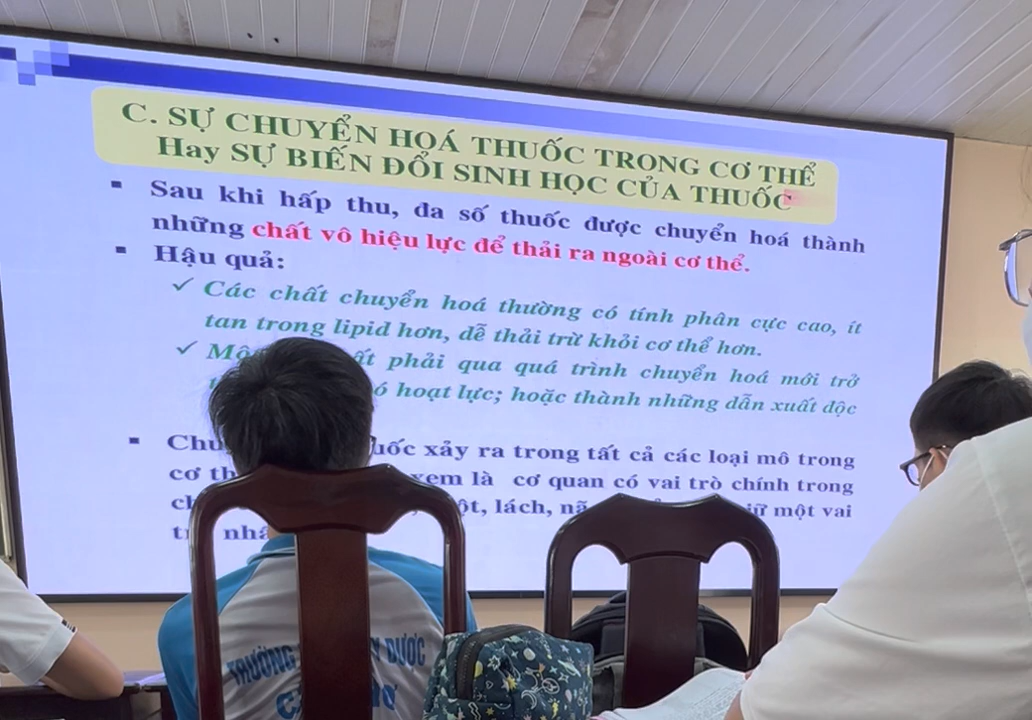 C. SỰ CHUYỂN HOÁ THUỐC TRONG CƠ THỂ
Hay SỰ BIẾN ĐỔI SINH HỌC CỦA THUỐC
Sau khi hấp thu, đa số thuốc được chuyển hoá thành
những chất vô hiệu lực để thải ra ngoài cơ thể.
Hậu quả:
Các chất chuyển hoá thường có tính phân cực cao, ít
tan trong lipid hơn, dễ thải trừ khỏi cơ thể hơn.
phải qua quá trình chuyển hoá mới trở
hoạt lực; hoặc thành những dẫn xuất độc
xảy ra trong tất cả các loại mô trong
cơ là cơ quan có vai trò chính trong
lách, một vai
TRƯỜNG DƯỢC